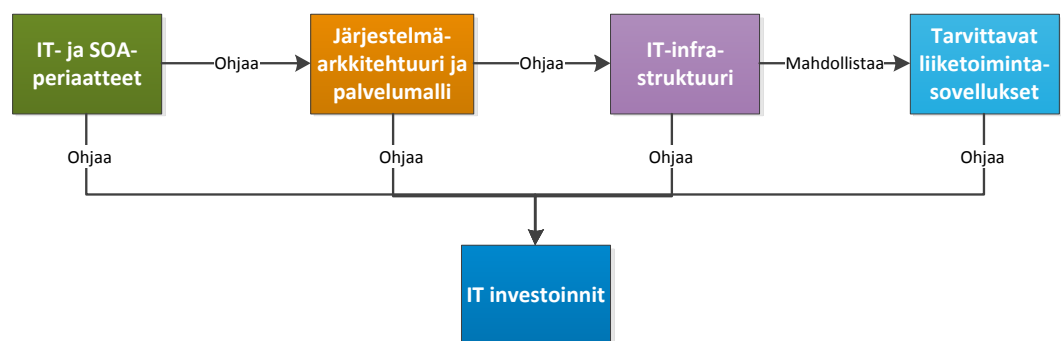 IT- ja SOA-
periaatteet
Ohjaa
Järjestelmä-
arkkitehtuuri ja
palvelumalli
Ohjaa
IT-infra-
struktuuri
Mahdollistaa
Tarvittavat
liiketoiminta-
sovellukset
Ohjaa
Ohjaa
Ohjaa
Ohjaa
IT investoinnit